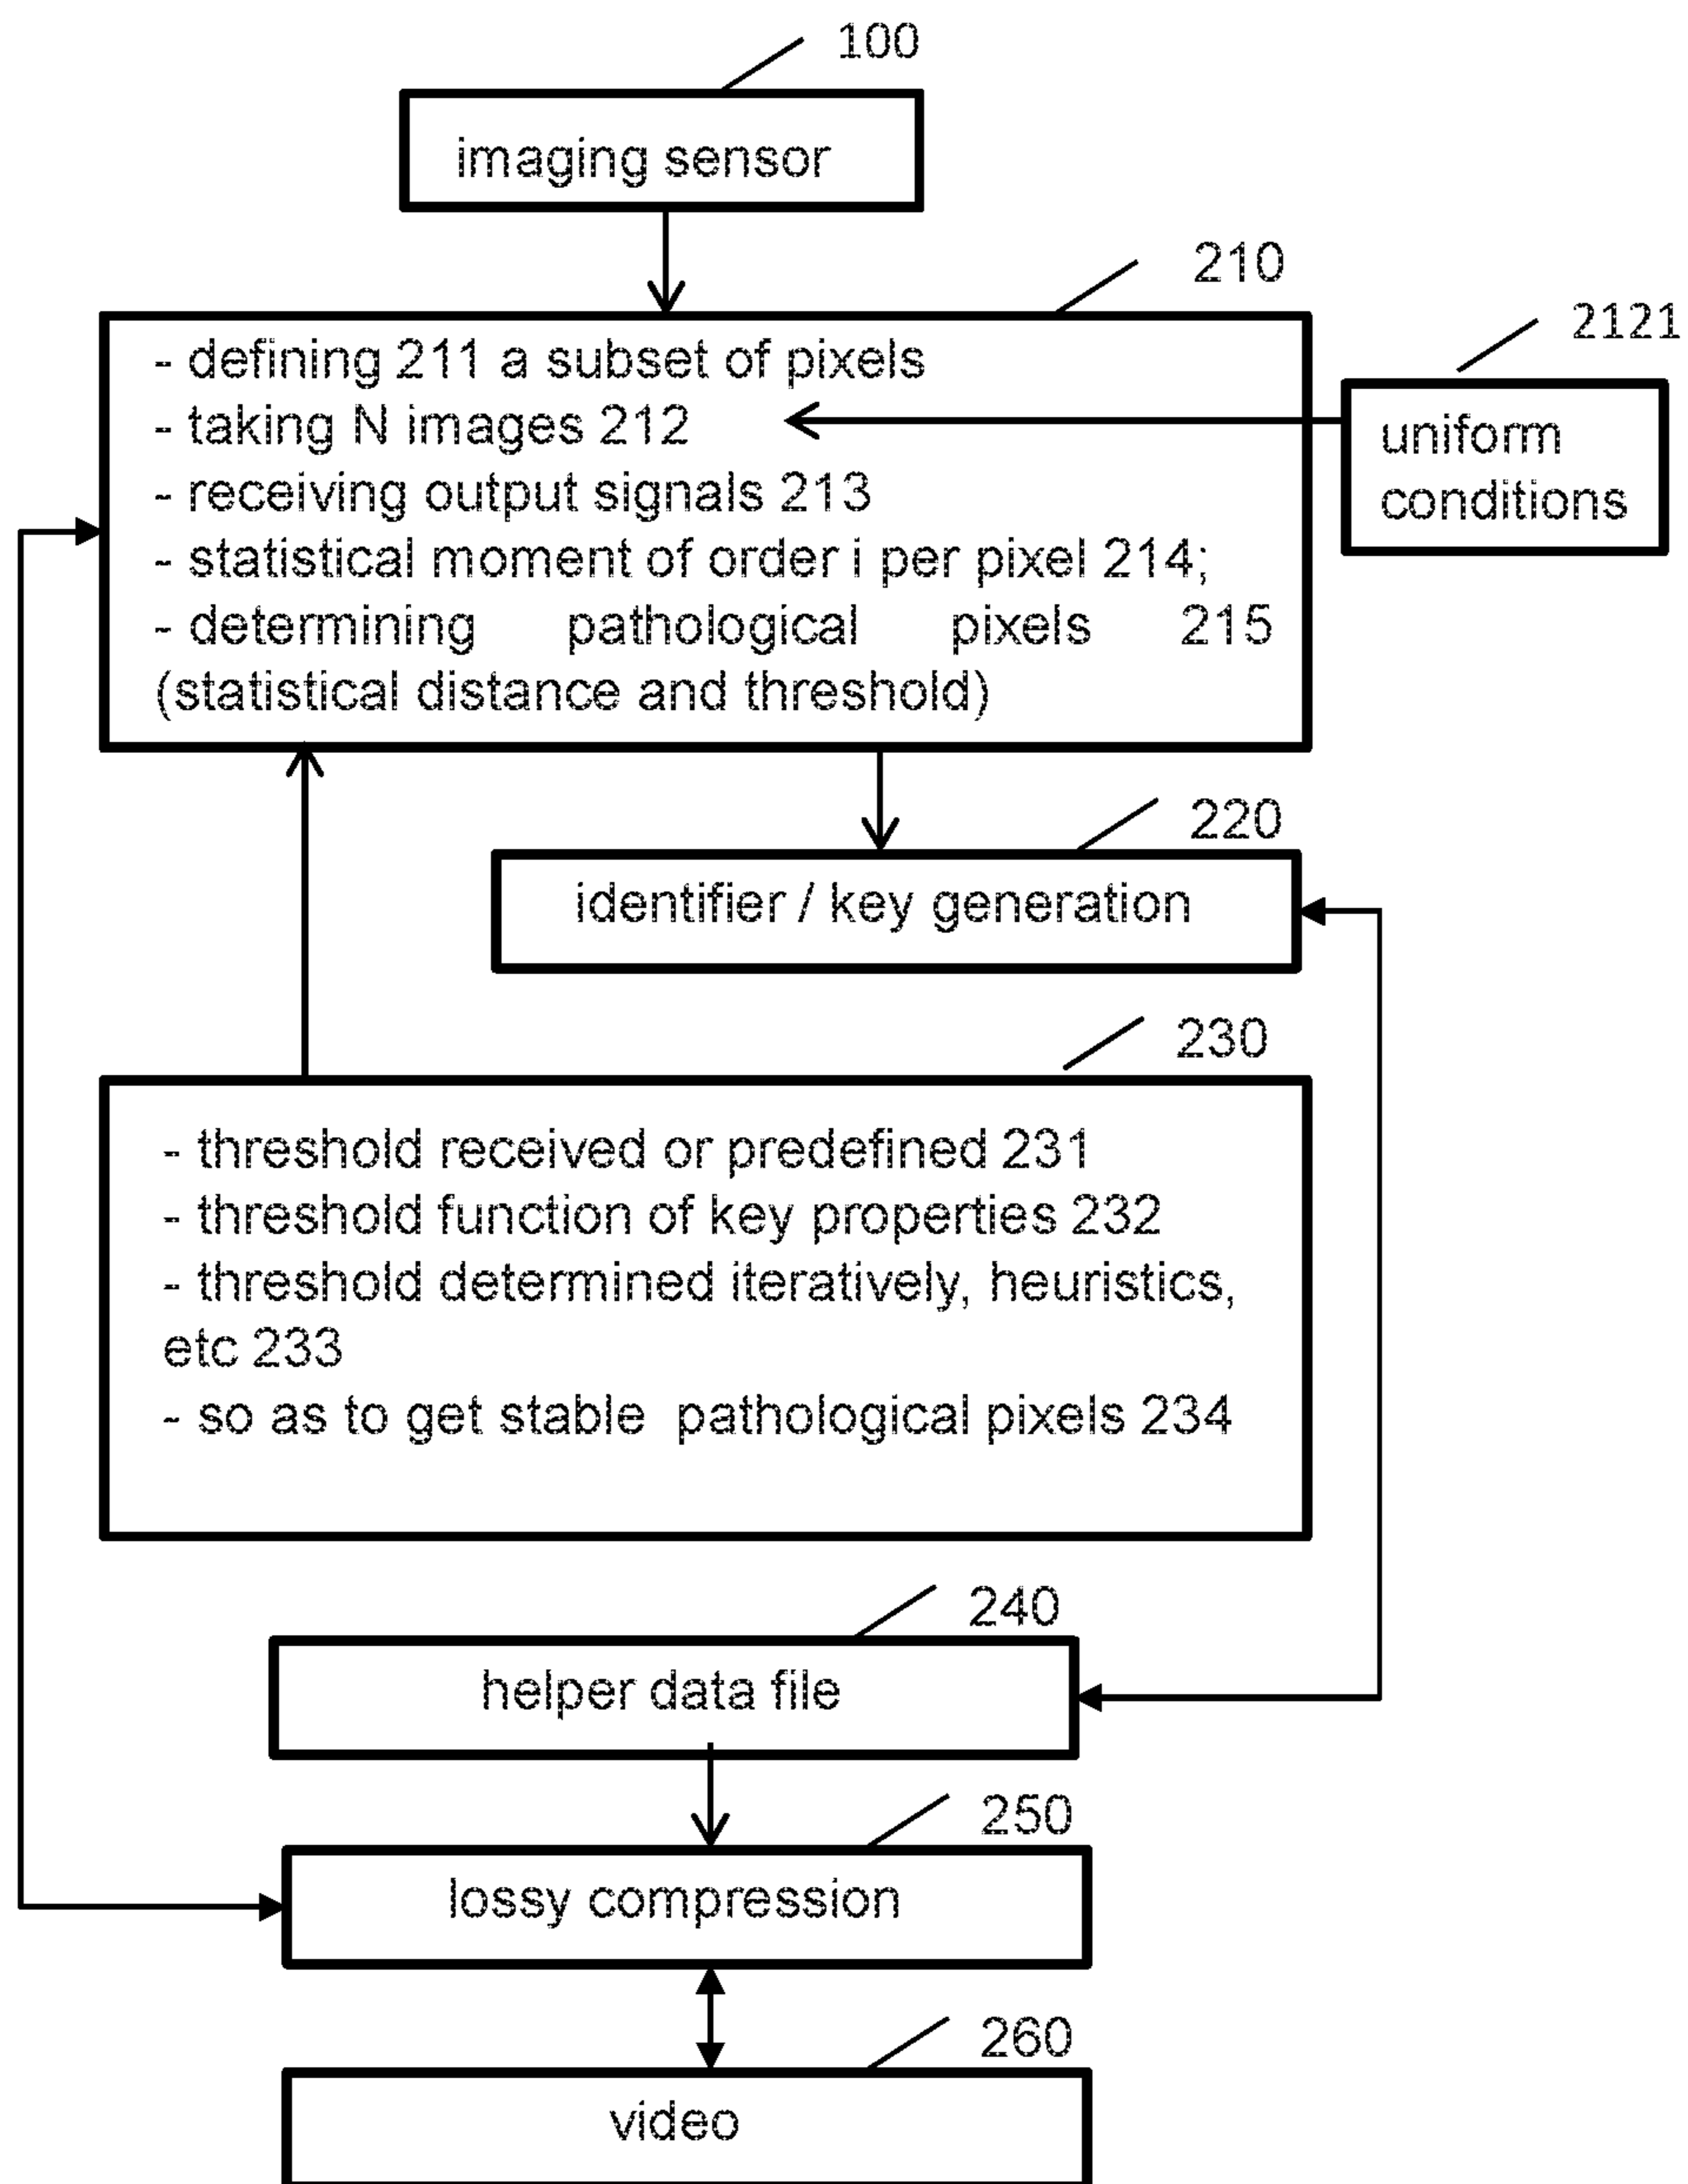 100
imaging sensor
210
2121
- defining 211 a subset of pixels
- taking N images 212
- receiving output signals 213
- statistical moment of order i per pixel 214;
- determining pathological pixels 215
(statistical distance and threshold)
uniform
conditions
220
identifier / key generation
230
- threshold received or predefined 231
- threshold function of key properties 232
- threshold determined iteratively, heuristics,
etc 233
- so as to get stable pathological pixels 234
240
helper data file
250
lossy compression
260
video